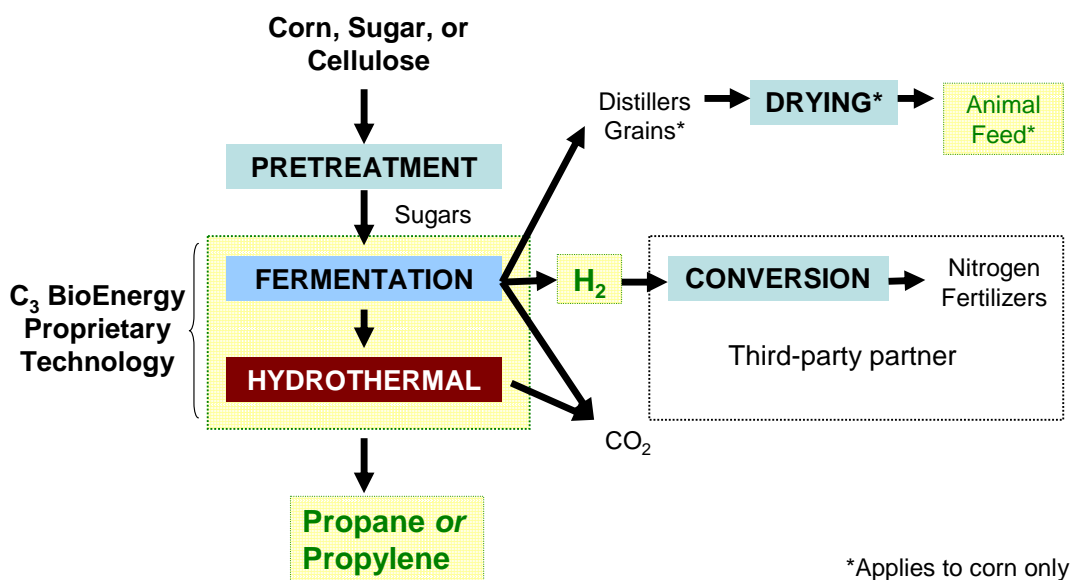 Corn, Sugar, or
Cellulose
PRETREATMENT
Sugars
C₃ BioEnergy
Proprietary
Technology
FERMENTATION
HYDROTHERMAL
Propane or
Propylene
Distillers
Grains*
DRYING*
Animal
Feed*
H₂
CONVERSION
Nitrogen
Fertilizers
Third-party partner
CO₂
*Applies to corn only